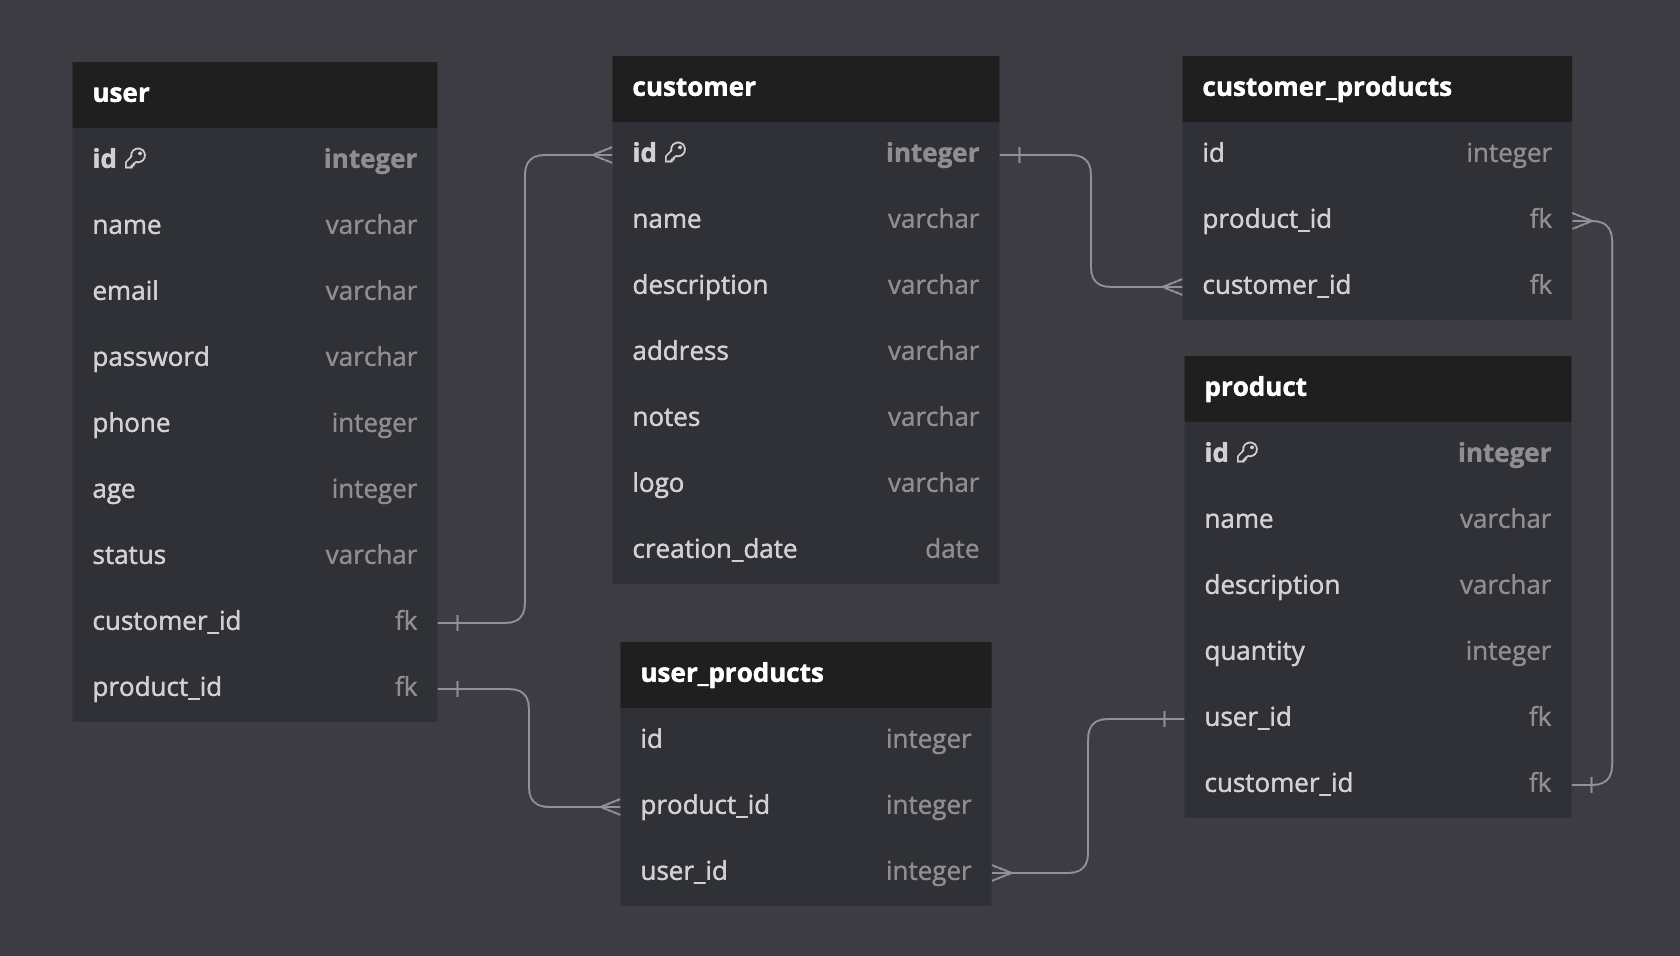 user
id integer
name varchar
email varchar
password varchar
phone integer
age integer
status varchar
customer_id fk
product_id fk
customer
id integer
name varchar
description varchar
address varchar
notes varchar
logo varchar
creation_date date
user_products
id integer
product_id integer
user_id integer
customer_products
id integer
product_id fk
customer_id fk
product
id integer
name varchar
description varchar
quantity integer
user_id fk
customer_id fk